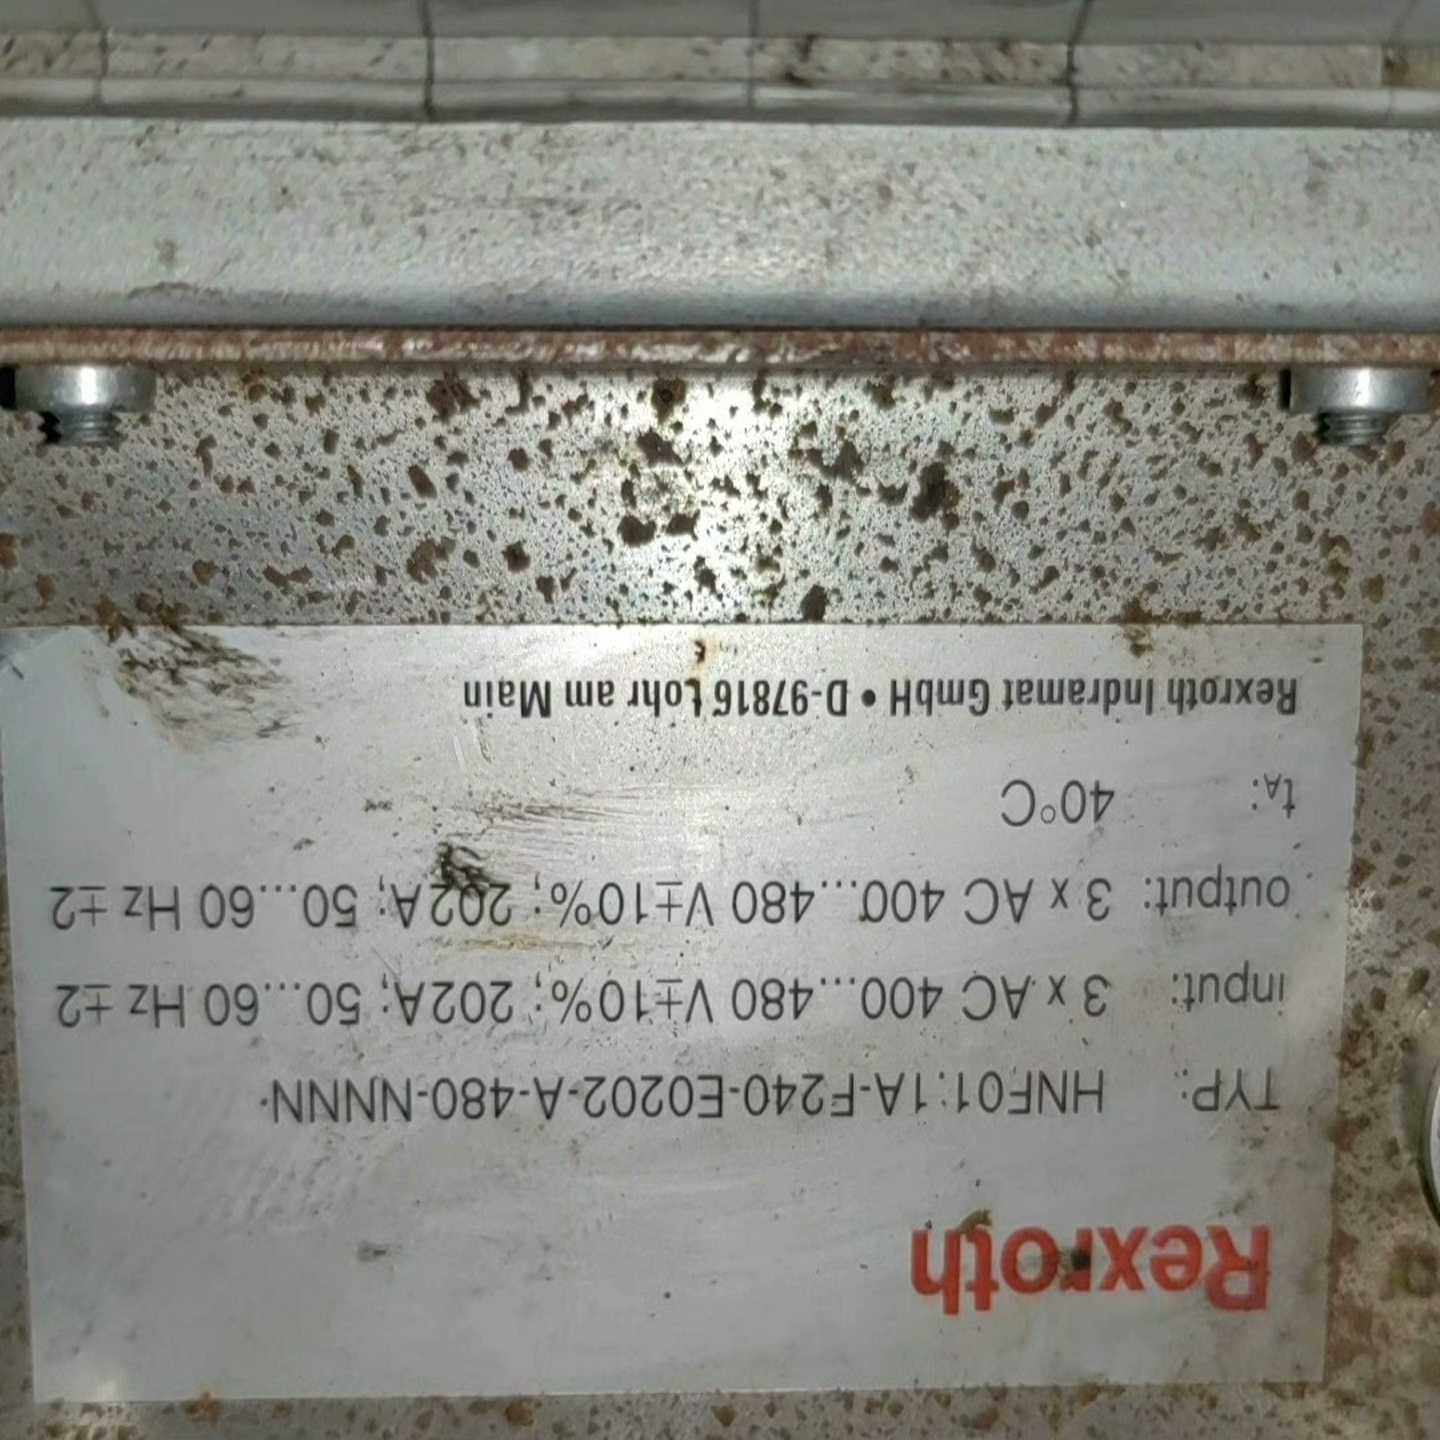 Rexroth
TYP: HNF01.1A-F240-E0202-A-480-NNNN
input: 3 x AC 400...480 V±10%; 202A; 50...60 Hz ±2
output: 3 x AC 400...480 V±10%; 202A; 50...60 Hz ±2
tA: 40°C
Rexroth Indramat GmbH • D-97816 Lohr am Main